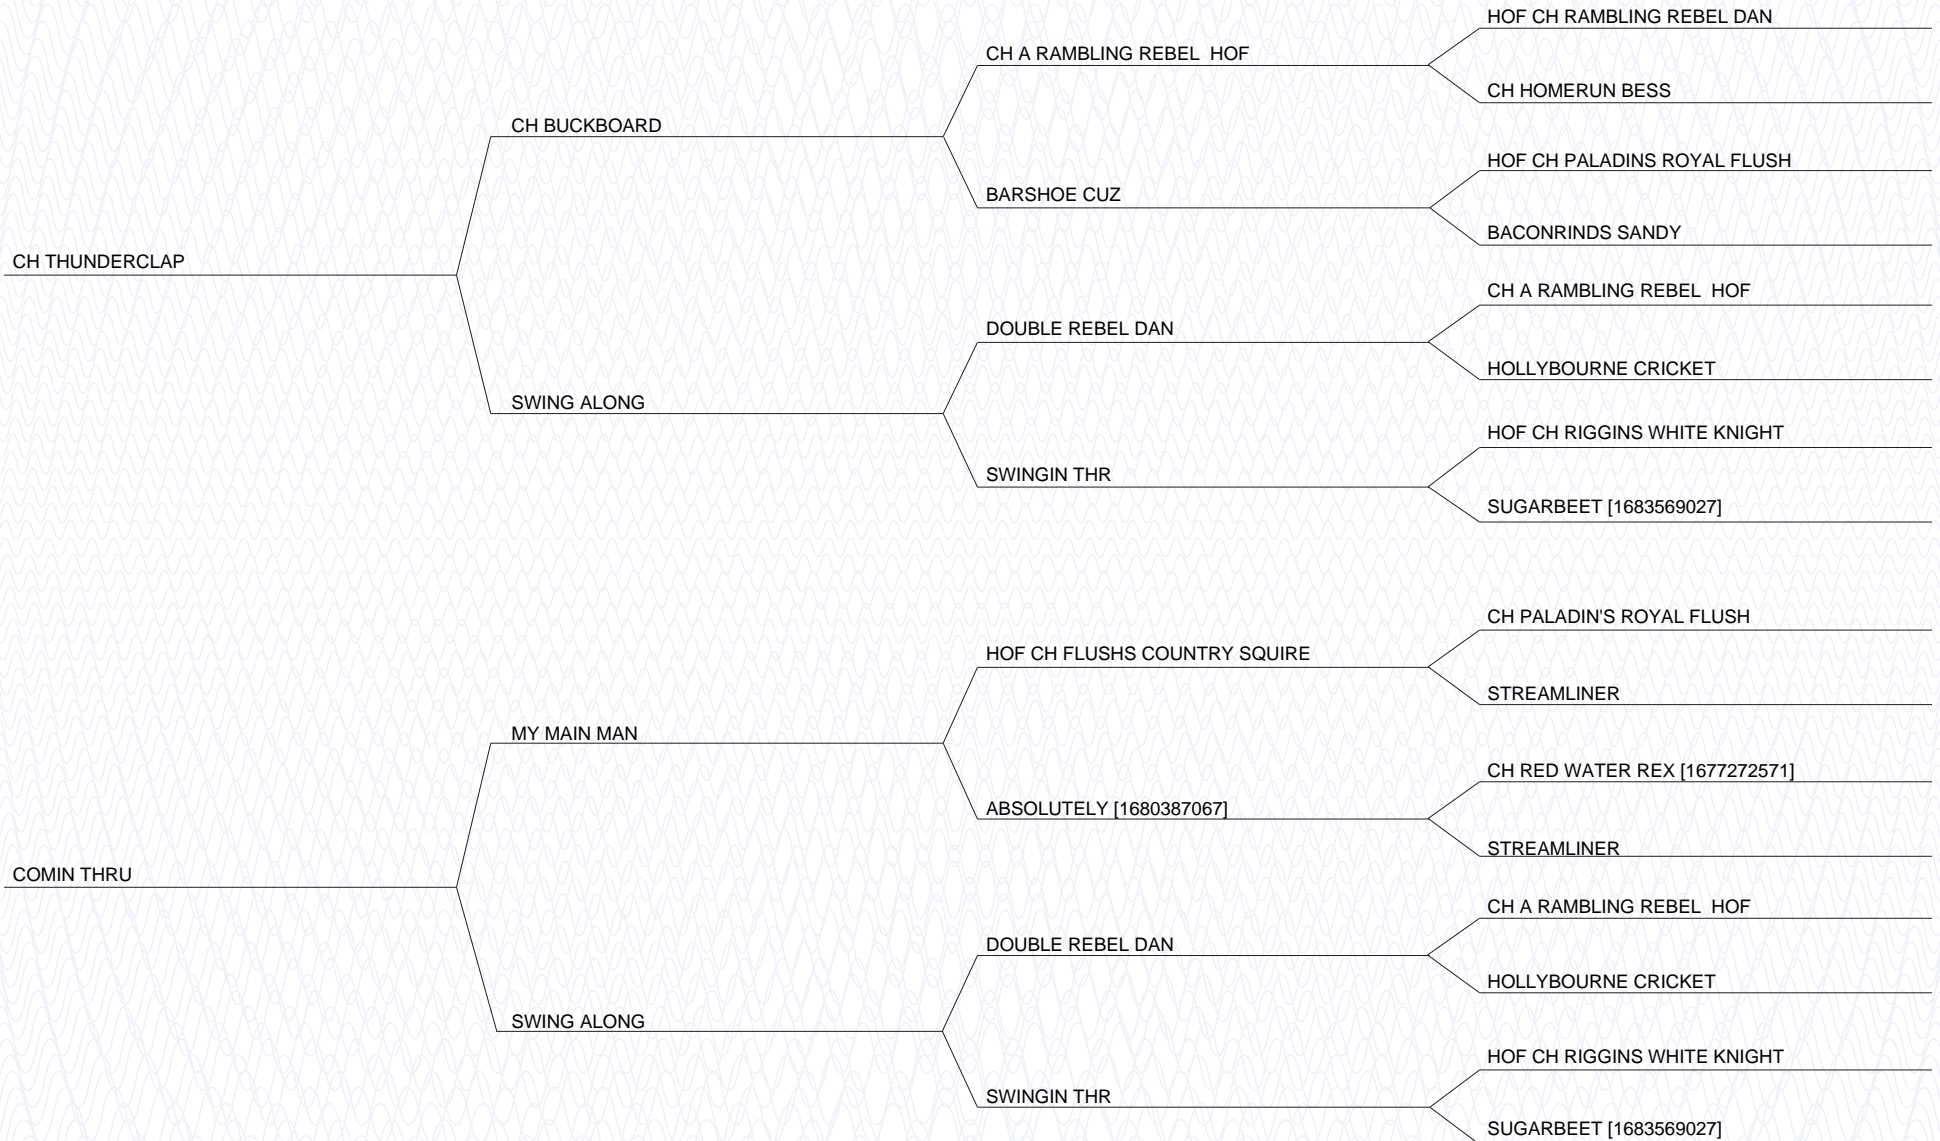 HOF CH RAMBLING REBEL DAN
CH A RAMBLING REBEL  HOF
CH HOMERUN BESS
CH BUCKBOARD
HOF CH PALADINS ROYAL FLUSH
BARSHOE CUZ
BACONRINDS SANDY
CH THUNDERCLAP
CH A RAMBLING REBEL  HOF
DOUBLE REBEL DAN
HOLLYBOURNE CRICKET
SWING ALONG
HOF CH RIGGINS WHITE KNIGHT
SWINGIN THR
SUGARBEET [1683569027]
CH PALADIN'S ROYAL FLUSH
HOF CH FLUSHS COUNTRY SQUIRE
STREAMLINER
MY MAIN MAN
CH RED WATER REX [1677272571]
ABSOLUTELY [1680387067]
STREAMLINER
COMIN THRU
CH A RAMBLING REBEL  HOF
DOUBLE REBEL DAN
HOLLYBOURNE CRICKET
SWING ALONG
HOF CH RIGGINS WHITE KNIGHT
SWINGIN THR
SUGARBEET [1683569027]